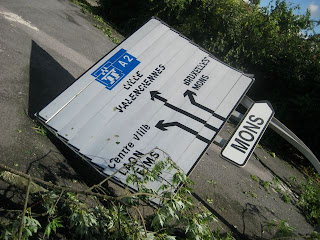 A2
LILLE
VALENCIENNES
BRUXELLES
MONS
Centre Ville
LAON
REIMS
MONS